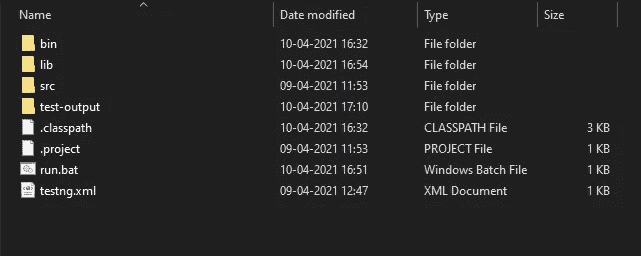 Name Date modified Type Size
bin 10-04-2021 16:32 File folder
lib 10-04-2021 16:54 File folder
src 09-04-2021 11:53 File folder
test-output 10-04-2021 17:10 File folder
.classpath 10-04-2021 16:32 CLASSPATH File 3 KB
.project 09-04-2021 11:53 PROJECT File 1 KB
run.bat 10-04-2021 16:51 Windows Batch File 1 KB
testng.xml 09-04-2021 12:47 XML Document 1 KB